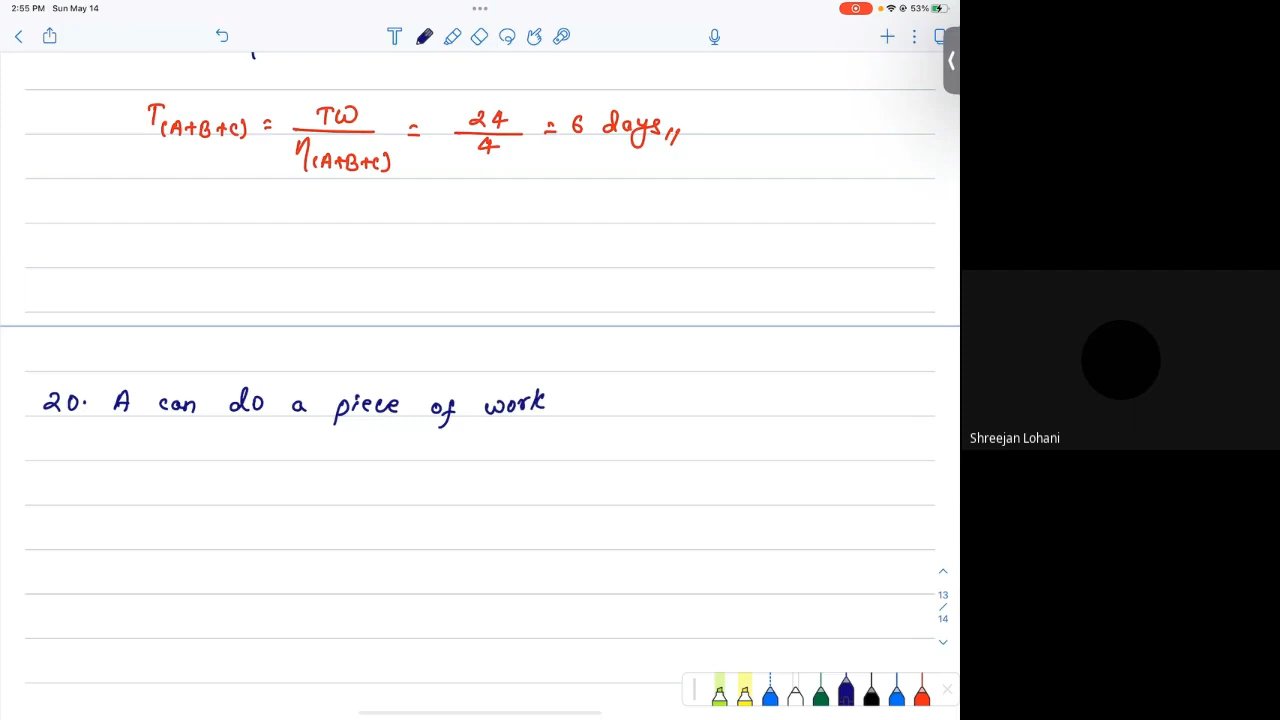 2:55 PM Sun May 14
53%
T(A+B+C) = TW / η(A+B+C) = 24 / 4 = 6 days,,
20. A can do a piece of work
Shreejan Lohani
13
/
14